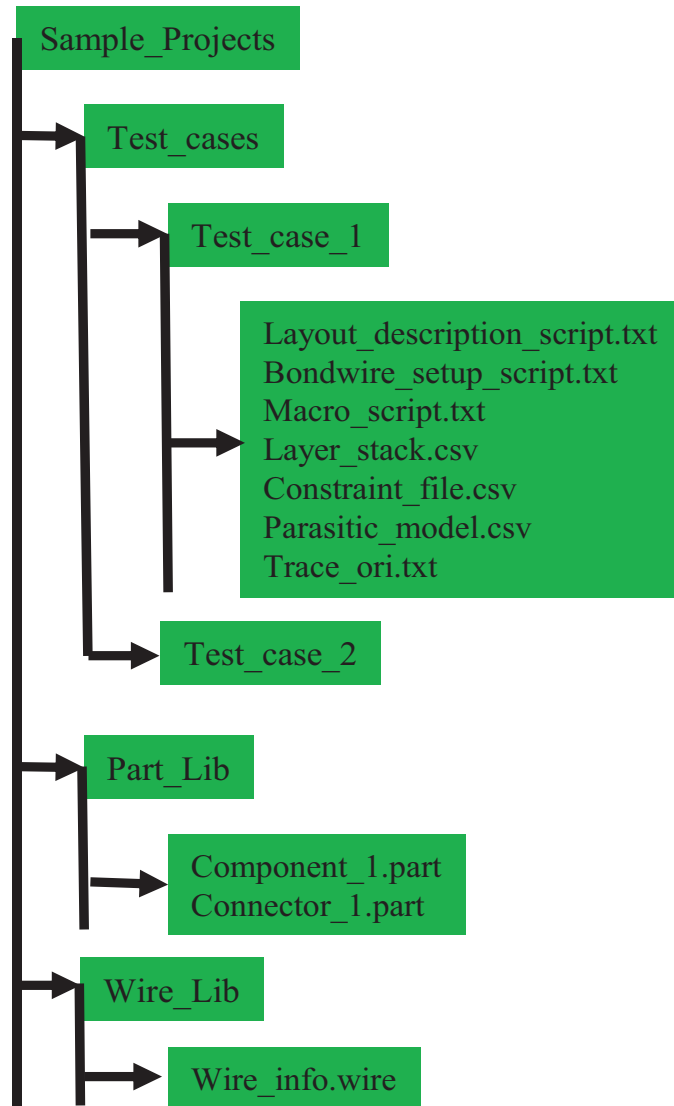 Sample_Projects
Test_cases
Test_case_1
Layout_description_script.txt
Bondwire_setup_script.txt
Macro_script.txt
Layer_stack.csv
Constraint_file.csv
Parasitic_model.csv
Trace_ori.txt
Test_case_2
Part_Lib
Component_1.part
Connector_1.part
Wire_Lib
Wire_info.wire